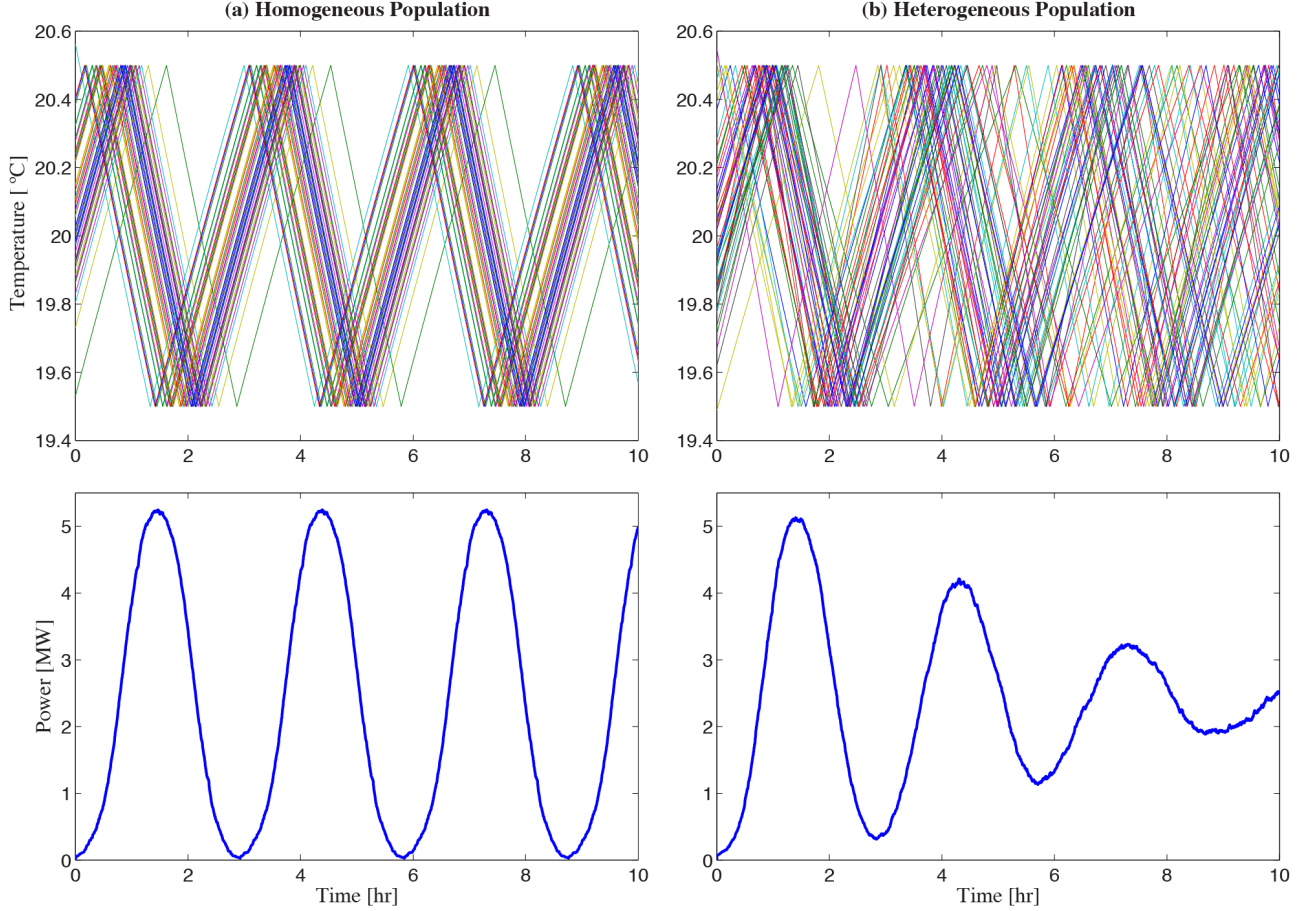 (a) Homogeneous Population
(b) Heterogeneous Population
Temperature [ °C]
20.6
20.4
20.2
20
19.8
19.6
19.4
0 2 4 6 8 10
20.6
20.4
20.2
20
19.8
19.6
19.4
0 2 4 6 8 10
Power [MW]
5
4
3
2
1
0
0 2 4 6 8 10
Time [hr]
5
4
3
2
1
0
0 2 4 6 8 10
Time [hr]